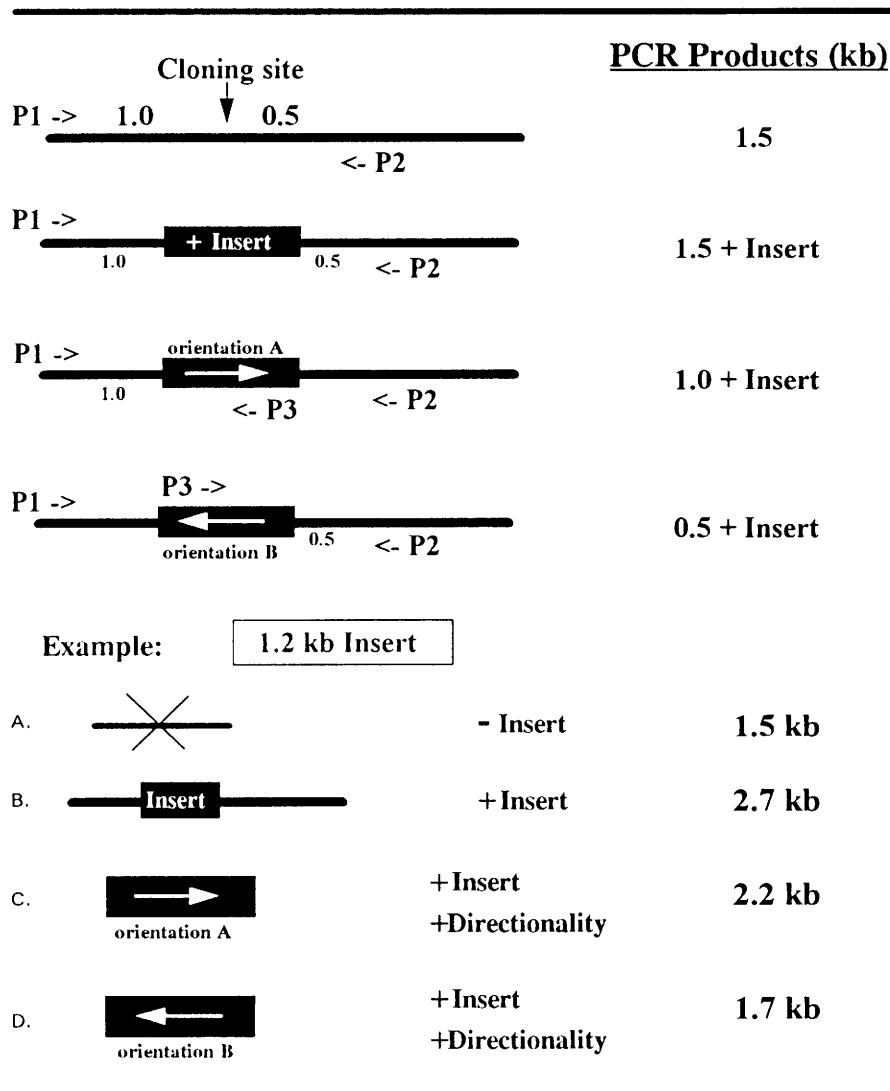 PCR Products (kb)
Cloning site
P1 -> 1.0 0.5
1.5
<- P2
P1 ->
+ Insert
1.5 + Insert
1.0 0.5 <- P2
orientation A
P1 ->
1.0 + Insert
1.0
<- P3 <- P2
P3 ->
P1 ->
0.5 + Insert
0.5 <- P2
orientation B
Example: 1.2 kb Insert
A. - Insert 1.5 kb
B. Insert +Insert 2.7 kb
+Insert
C. 2.2 kb
+Directionality
orientation A
+Insert
D. 1.7 kb
+Directionality
orientation B